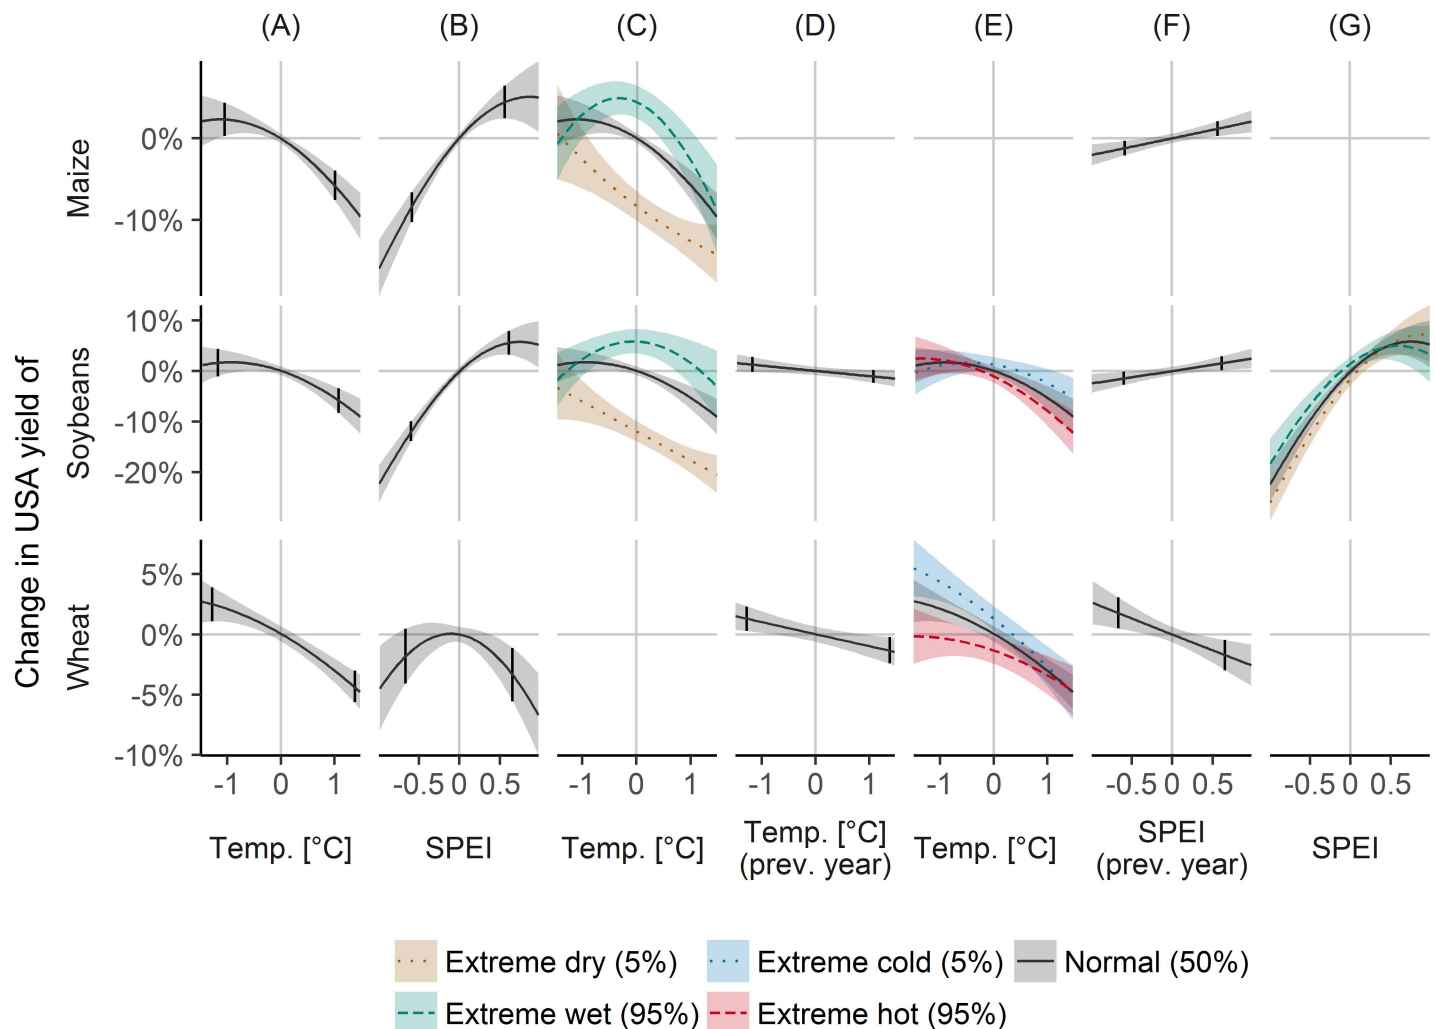 (A) (B) (C) (D) (E) (F) (G)
Change in USA yield of
Maize
0%
-10%
Soybeans
10%
0%
-10%
-20%
Wheat
5%
0%
-5%
-10%
-1 0 1 -0.5 0 0.5 -1 0 1 -1 0 1 -1 0 1 -0.5 0 0.5 -0.5 0 0.5
Temp. [°C]
SPEI
Temp. [°C]
Temp. [°C]
(prev. year)
Temp. [°C]
SPEI
(prev. year)
SPEI
Extreme dry (5%) Extreme cold (5%) Normal (50%)
Extreme wet (95%) Extreme hot (95%)